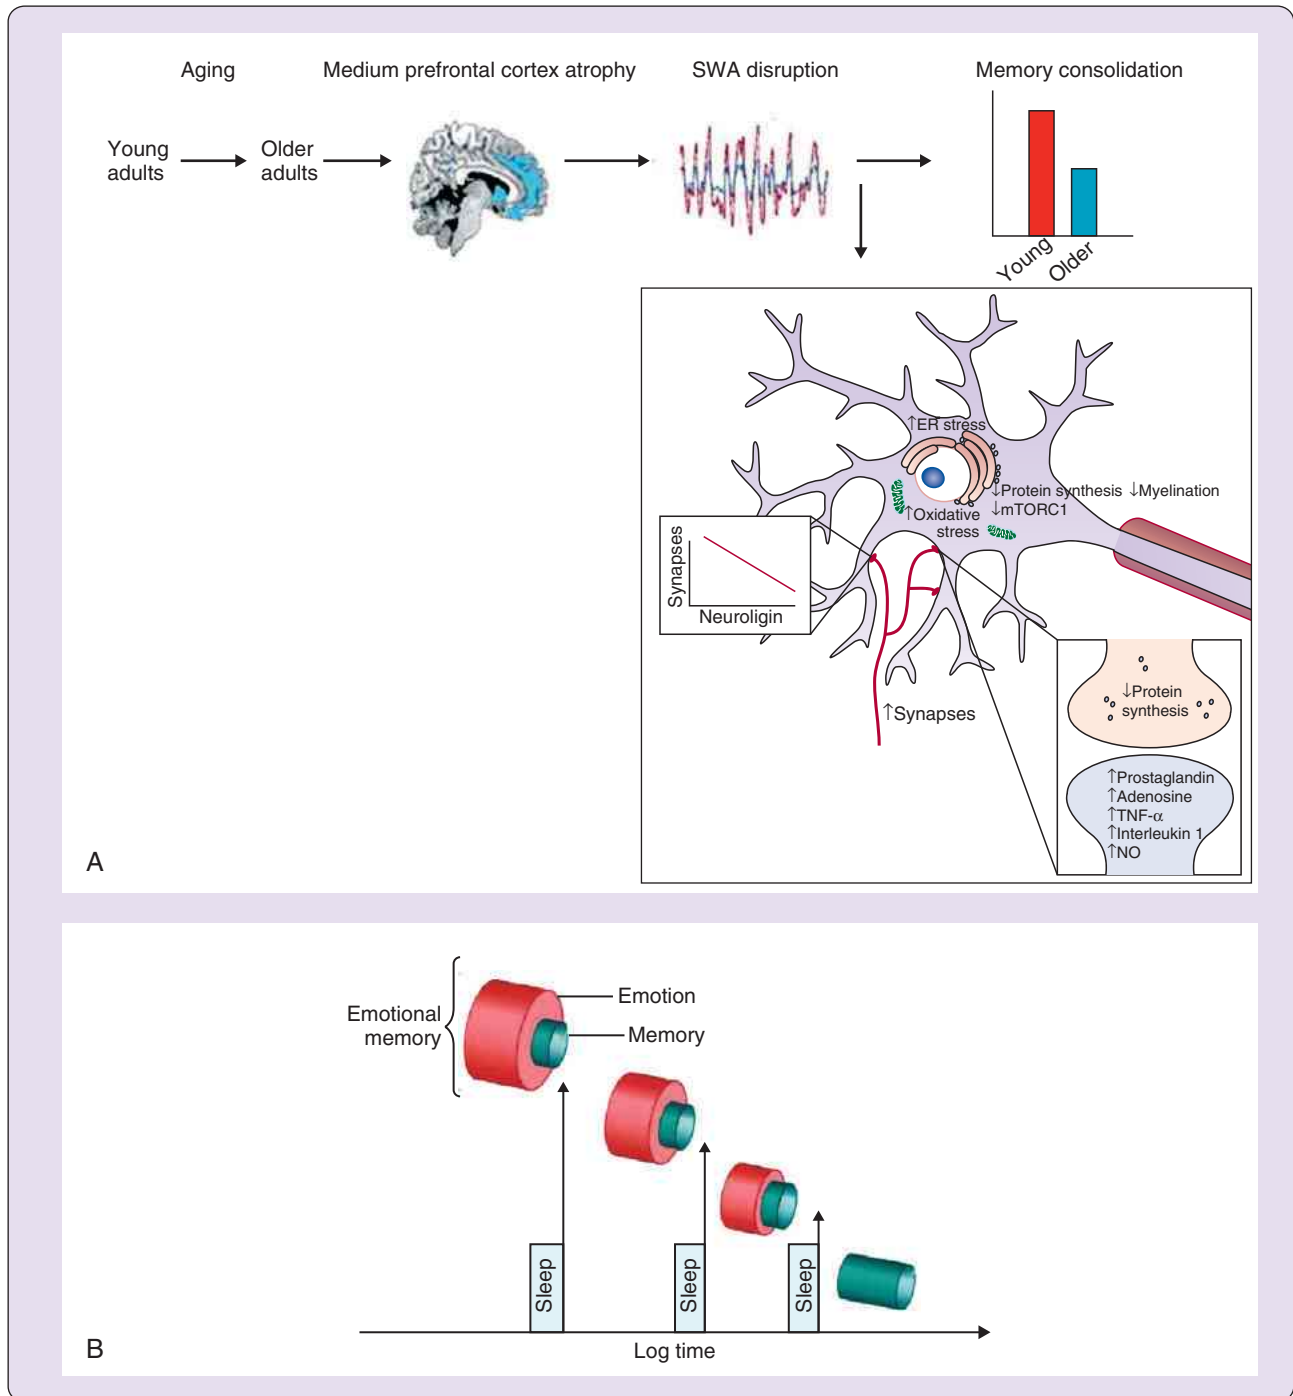 Aging
Medium prefrontal cortex atrophy
SWA disruption
Memory consolidation
Young
adults
Older
adults
Young
Older
↑ER stress
↓Protein synthesis ↓Myelination
↓mTORC1
↑Oxidative
stress
Synapses
Neuroligin
↑Synapses
↓Protein
synthesis
↑Prostaglandin
↑Adenosine
↑TNF-α
↑Interleukin 1
↑NO
A
Emotional
memory
Emotion
Memory
Sleep
Sleep
Sleep
Log time
B